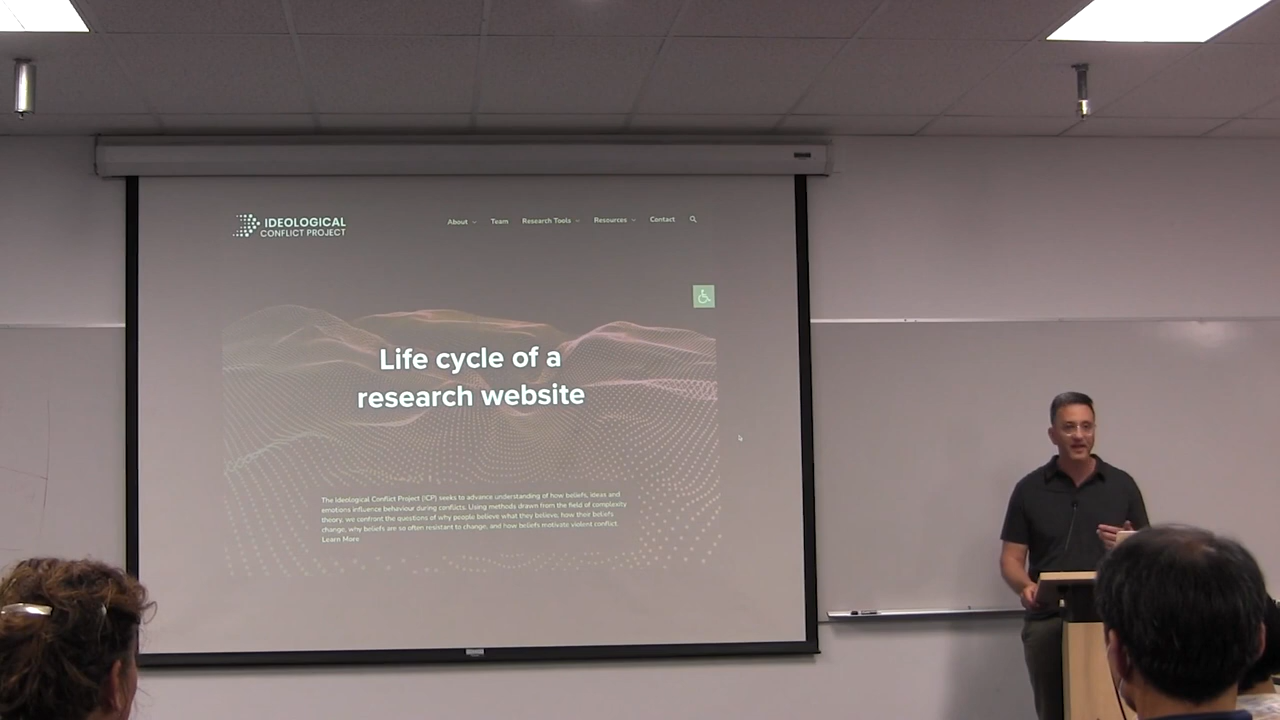 IDEOLOGICAL
CONFLICT PROJECT
About Team Research Tools Resources Contact
Life cycle of a
research website
The Ideological Conflict Project (ICP) seeks to advance understanding of how beliefs, ideas and
emotions influence behaviour during conflicts. Using methods drawn from the field of complexity
theory, we confront the questions of why people believe what they believe, how their beliefs
change, why beliefs are so often resistant to change, and how beliefs motivate violent conflict.
Learn More